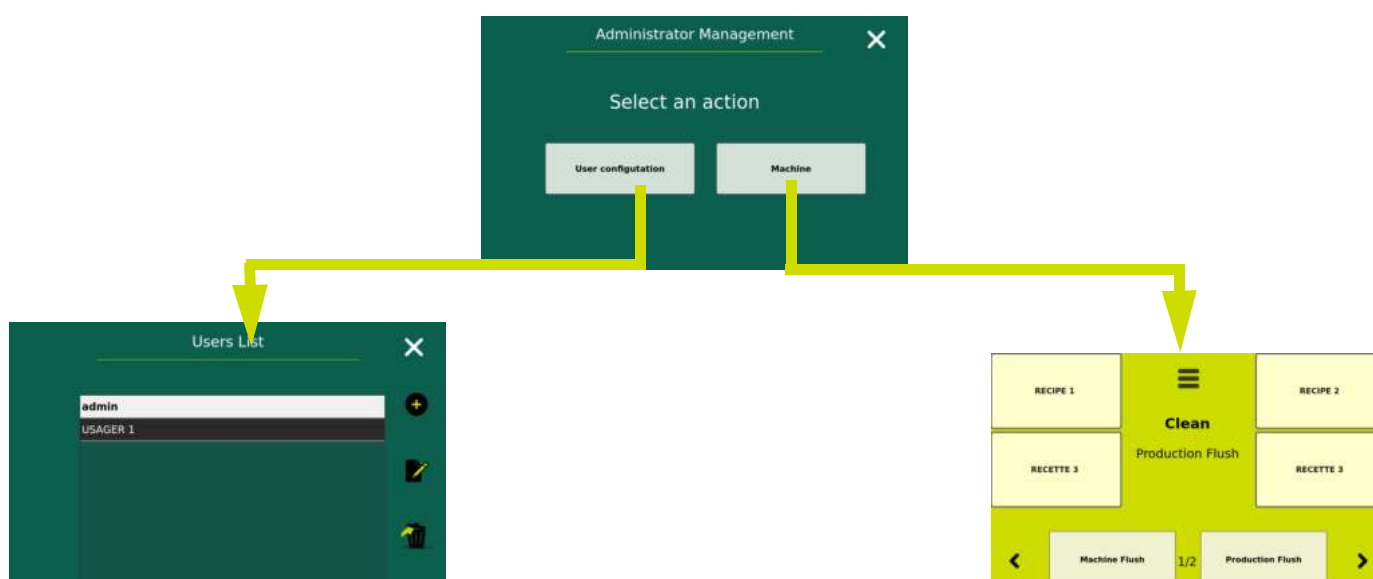 Administrator Management
Select an action
User configutation
Machine
Users List
admin
USAGER 1
RECIPE 1
RECIPE 2
Clean
Production Flush
RECETTE 3
RECETTE 3
Machine Flush
1/2
Production Flush